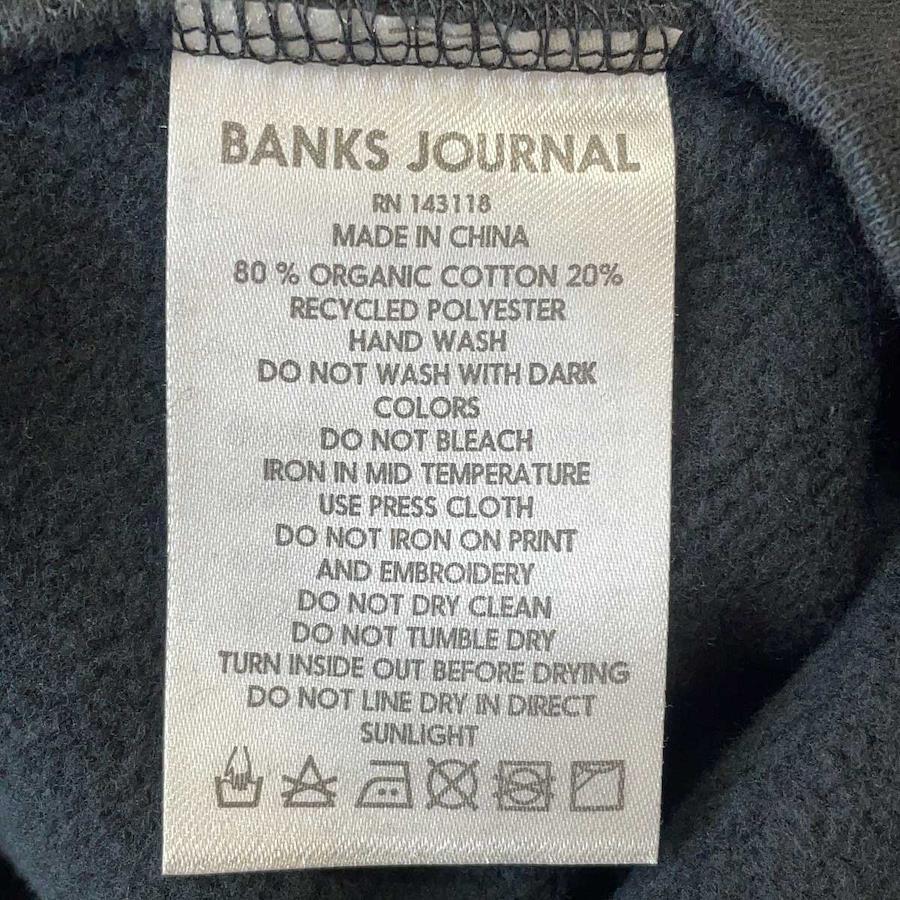 BANKS JOURNAL
RN 143118
MADE IN CHINA
80 % ORGANIC COTTON 20%
RECYCLED POLYESTER
HAND WASH
DO NOT WASH WITH DARK
COLORS
DO NOT BLEACH
IRON IN MID TEMPERATURE
USE PRESS CLOTH
DO NOT IRON ON PRINT
AND EMBROIDERY
DO NOT DRY CLEAN
DO NOT TUMBLE DRY
TURN INSIDE OUT BEFORE DRYING
DO NOT LINE DRY IN DIRECT
SUNLIGHT